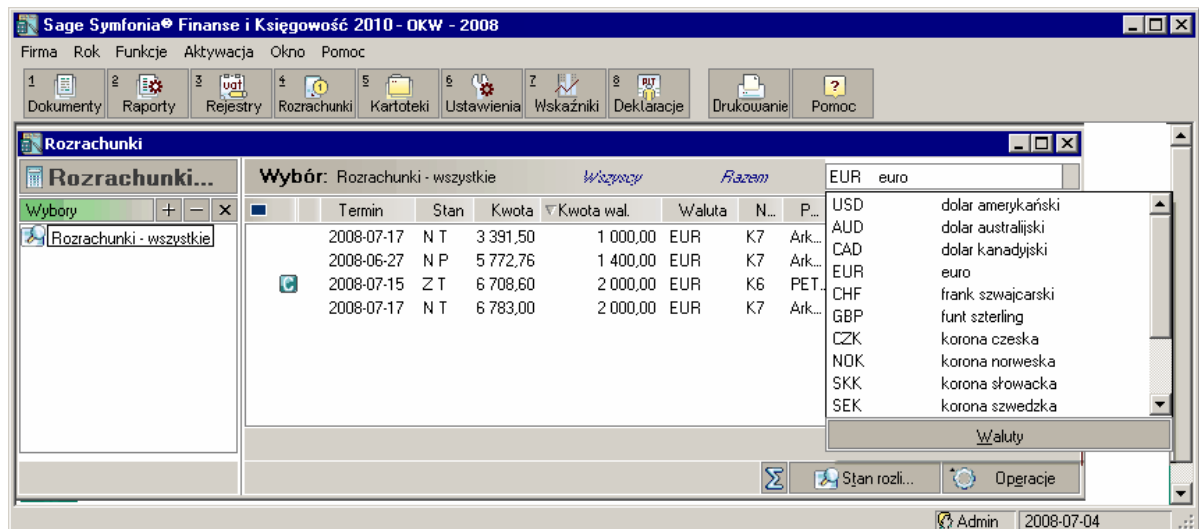 Sage Symfonia® Finanse i Księgowość 2010 - OKW - 2008
Firma Rok Funkcje Aktywacja Okno Pomoc
1 2 3 vat 4 5 6 7 8 PIT ?
Dokumenty Raporty Rejestry Rozrachunki Kartoteki Ustawienia Wskaźniki Deklaracje Drukowanie Pomoc
Rozrachunki
Rozrachunki... Wybór: Rozrachunki - wszystkie Wszyscy Razem EUR euro
Wybory Termin Stan Kwota Kwota wal. Waluta N... P...
Rozrachunki - wszystkie
2008-07-17 N T 3 391,50 1 000,00 EUR K7 Ark...
2008-06-27 N P 5 772,76 1 400,00 EUR K7 Ark...
C 2008-07-15 Z T 6 708,60 2 000,00 EUR K6 PET...
2008-07-17 N T 6 783,00 2 000,00 EUR K7 Ark...
USD dolar amerykański
AUD dolar australijski
CAD dolar kanadyjski
EUR euro
CHF frank szwajcarski
GBP funt szterling
CZK korona czeska
NOK korona norweska
SKK korona słowacka
SEK korona szwedzka
Waluty
Σ Stan rozli... Operacje
Admin 2008-07-04